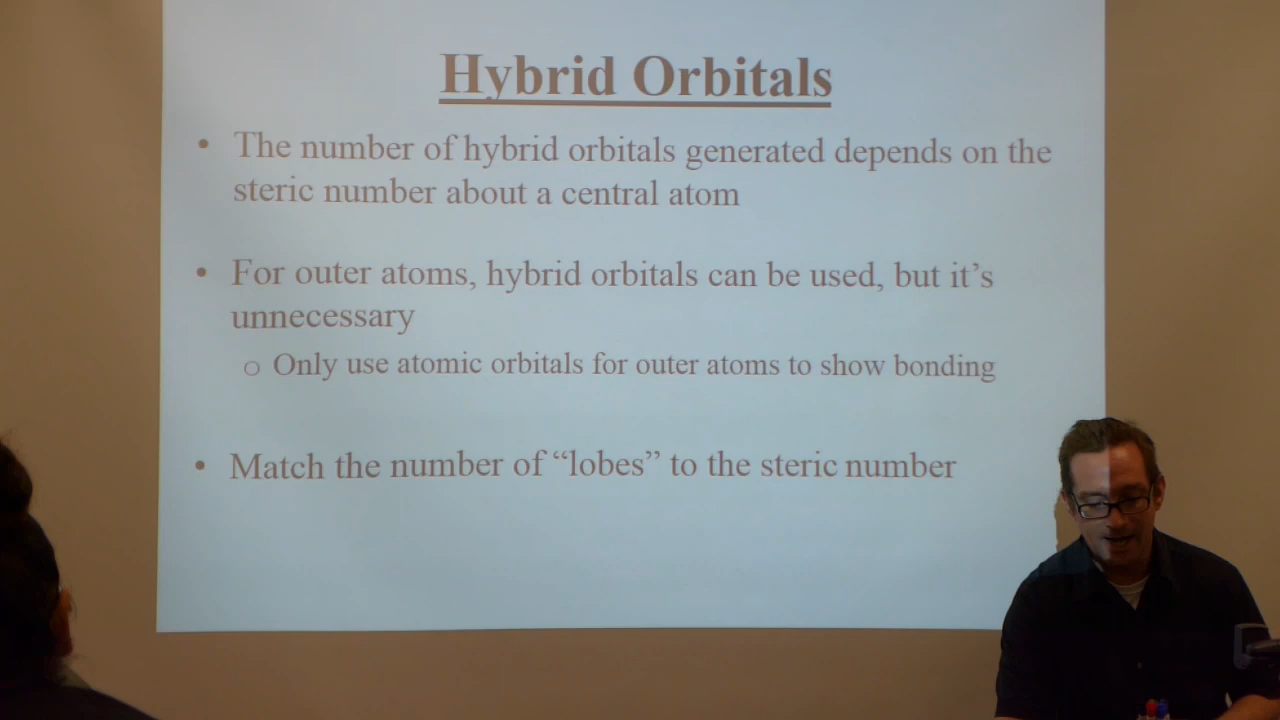 Hybrid Orbitals
• The number of hybrid orbitals generated depends on the
steric number about a central atom
• For outer atoms, hybrid orbitals can be used, but it’s
unnecessary
o Only use atomic orbitals for outer atoms to show bonding
• Match the number of “lobes” to the steric number